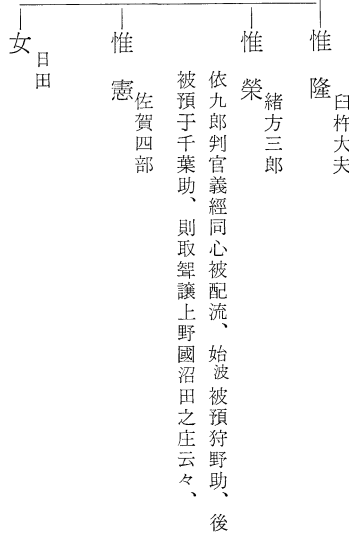 惟隆
臼杵大夫
惟榮
緒方三郎
依九郎判官義經同心被配流、始波被預狩野助、後
被預于千葉助、則取聟讓上野國沼田之庄云々、
惟憲
佐賀四部
女
日田